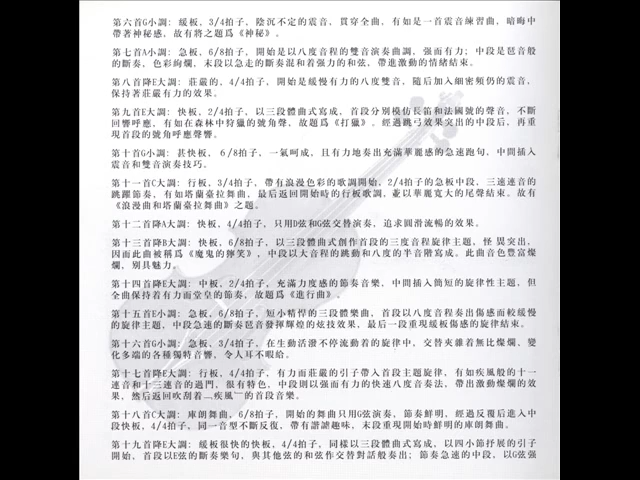 第六首G小調：緩板，3/4拍子，陰沉不定的震音，貫穿全曲，有如是一首震音練習曲，暗晦中
帶著神秘感，故有將之題爲《神秘》。
第七首A小調：急板，6/8拍子，開始是以八度音程的雙音演奏曲調，强而有力；中段是琶音般
的斷奏，色彩絢爛，末段以急走的斷奏混和着强力的和弦，帶進激動的情緒結束。
第八首降E大調：莊嚴的，4/4拍子，開始是緩慢有力的八度雙音，隨后加入細密頻仍的震音，
保持著莊嚴有力的效果。
第九首E大調：快板，2/4拍子，以三段體曲式寫成，首段分別模仿長笛和法國號的聲音，不斷
回響呼應，有如在森林中狩獵的號角聲，故題爲《打獵》。經過跳弓效果突出的中段后，再重
現首段的號角呼應聲響。
第十首G小調：甚快板，6/8拍子，一氣呵成，且有力地奏出充滿華麗感的急速跑句，中間插入
震音和雙音演奏技巧。
第十一首C大調：行板，3/4拍子，帶有浪漫色彩的歌調開始，2/4拍子的急板中段，三連連音的
跳躍節奏，有如塔蘭臺拉舞曲，最后返回開始時的行板歌調，並以華麗寬大的尾聲結束。故有
《浪漫曲和塔蘭臺拉舞曲》之題。
第十二首降A大調：快板，4/4拍子，只用D弦和G弦交替演奏，追求圓滑流暢的效果。
第十三首降B大調：快板，6/8拍子，以三段體曲式創作首段的三度音程旋律主題，怪異突出，
因而此曲被稱爲《魔鬼的獰笑》，中段以大音程的跳動和八度的半音階寫成。此曲音色豐富燦
爛，別具魅力。
第十四首降E大調：中板，2/4拍子，充滿力度感的節奏音樂，中間插入簡短的旋律性主題，但
全曲保持着有力而堂皇的節奏，故題爲《進行曲》。
第十五首E小調：急板，6/8拍子，短小精悍的三段體樂曲，首段以八度音程奏出傷感而較緩慢
的旋律主題，中段急速的斷奏琶音發揮輝煌的炫技效果，最后一段重現緩板傷感的旋律結束。
第十六首G小調：急板，3/4拍子，在生動活潑不停流動着的旋律中，交替夾雜着無比燦爛、變
化多端的各種獨特音響，令人耳不暇給。
第十七首降E大調：行板，4/4拍子，有力而莊嚴的引子帶入首段主題旋律，有如疾風般的十一
連音和十三連音的過門，很有特色，中段則以强而有力的快速八度音奏法，帶出激動燦爛的效
果，然后返回吹刮着﹁疾風﹂的首段音樂。
第十八首C大調：庫朗舞曲，6/8拍子，開始的舞曲只用G弦演奏，節奏鮮明，經過反覆后進入中
段快板，4/4拍子，同一音型不斷反復，帶有諧謔趣味，末段重現開始時鮮明的庫朗舞曲。
第十九首降E大調：緩板很快的快板，4/4拍子，同樣以三段體曲式寫成，以四小節抒展的引子
開始，首段以E弦的斷奏樂句，與其他弦的和弦作交替對話般奏出；節奏急速的中段，以G弦强